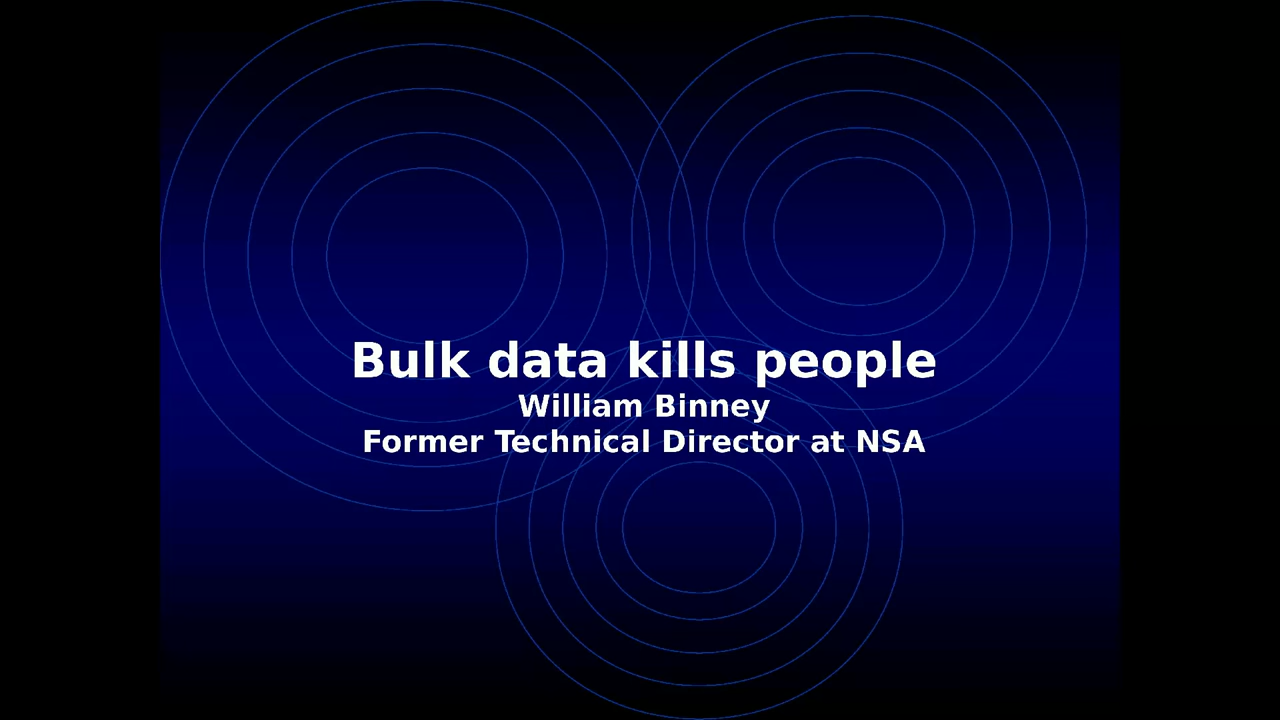 Bulk data kills people
William Binney
Former Technical Director at NSA